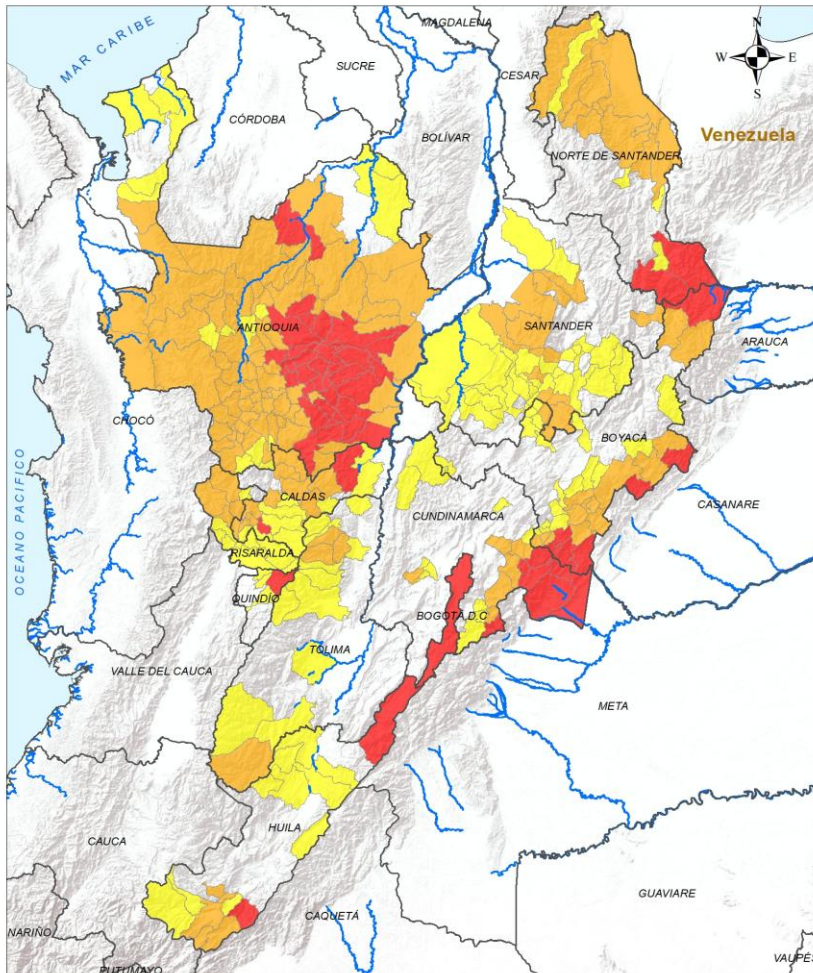 MAGDALENA
N
MAR CARIBE
SUCRE
CESAR
W
E
S
CÓRDOBA
BOLÍVAR
Venezuela
NORTE DE SANTANDER
ANTIOQUIA
SANTANDER
ARAUCA
CHOCÓ
BOYACÁ
OCEANO PACÍFICO
CALDAS
CUNDINAMARCA
CASANARE
RISARALDA
QUINDÍO
BOGOTÁ, D.C
TOLIMA
VALLE DEL CAUCA
META
HUILA
CAUCA
GUAVIARE
CAQUETÁ
NARIÑO
PUTUMAYO
VAUPÉS